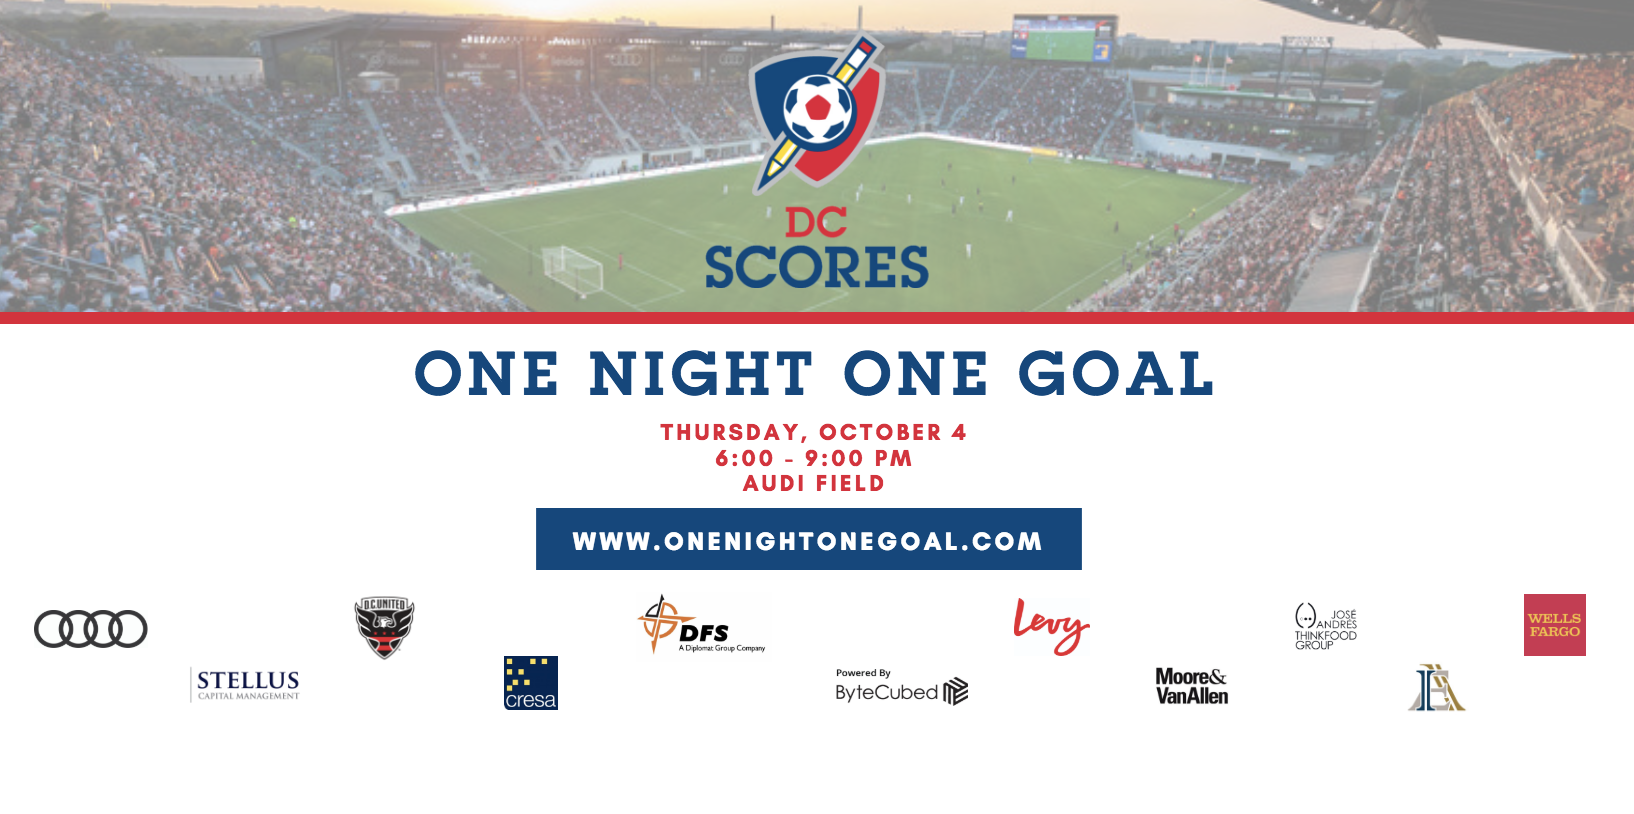 DC
SCORES
ONE NIGHT ONE GOAL
THURSDAY, OCTOBER 4
6:00 - 9:00 PM
AUDI FIELD
WWW.ONENIGHTONEGOAL.COM
D.C.UNITED
DFS
A Diplomat Group Company
Levy
JOSÉ
ANDRÉS
THINKFOOD
GROUP
WELLS
FARGO
STELLUS
CAPITAL MANAGEMENT
cresa
Powered By
ByteCubed
Moore&
VanAllen